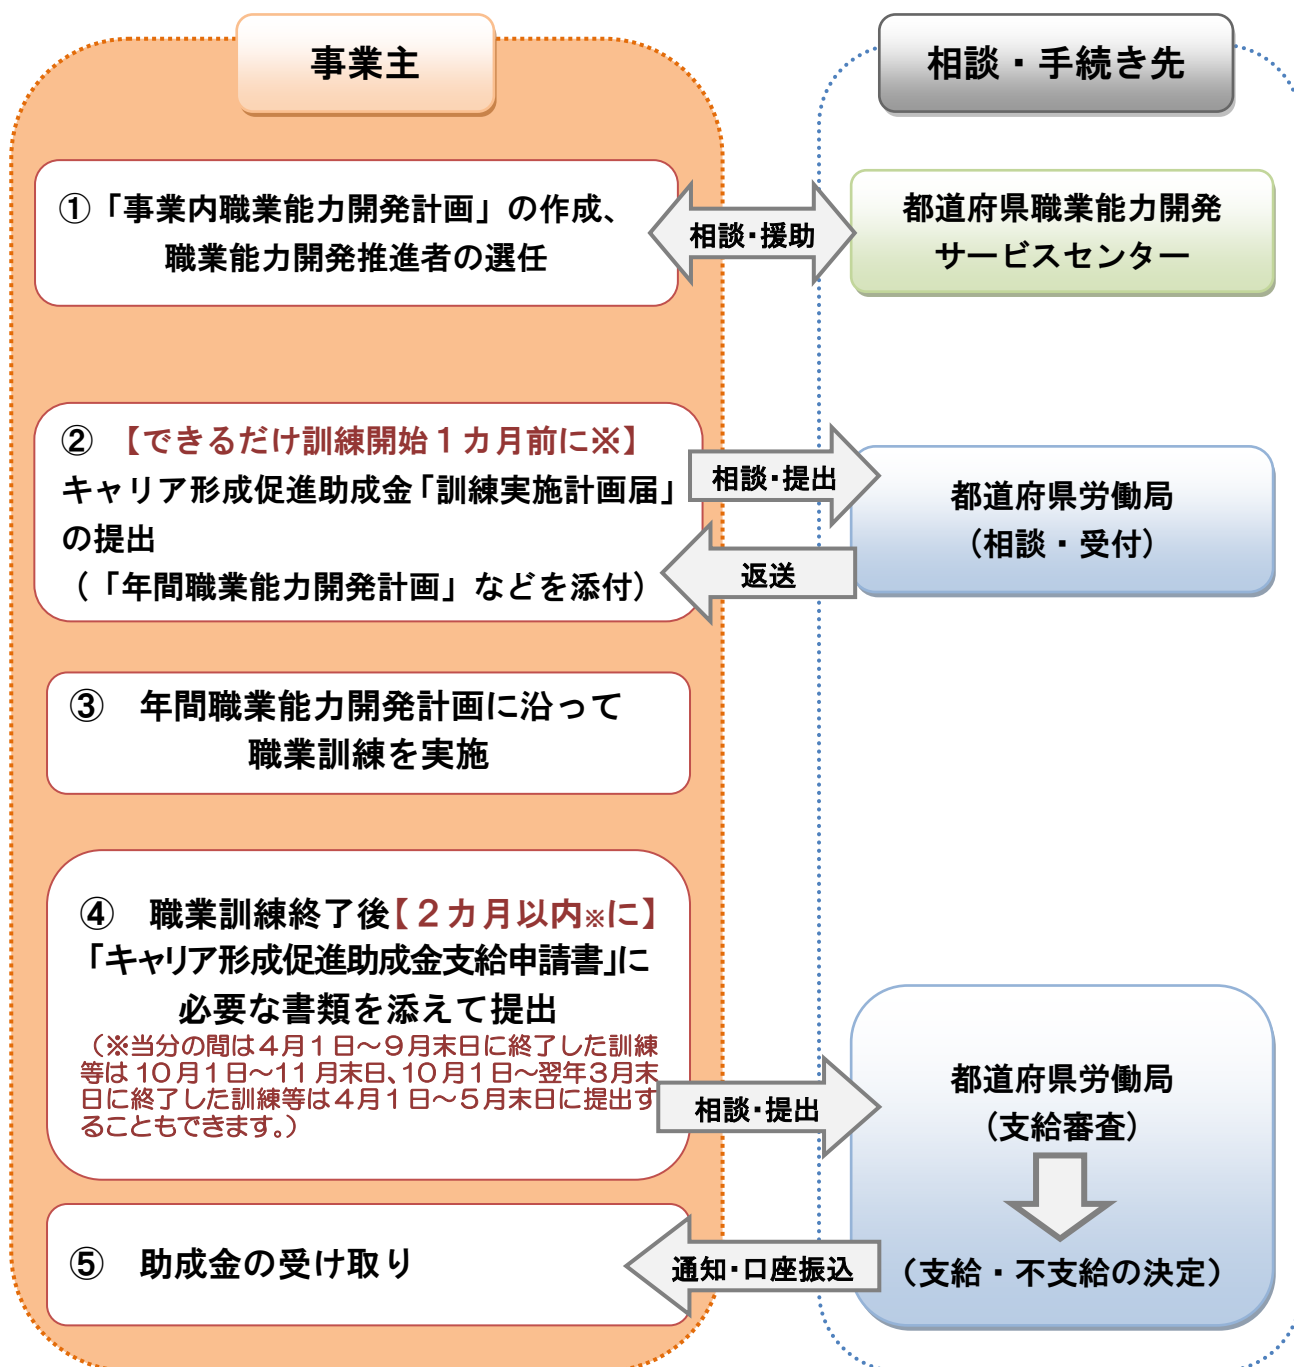 事業主
相談・手続き先
①「事業内職業能力開発計画」の作成、
職業能力開発推進者の選任
相談・援助
都道府県職業能力開発
サービスセンター
② 【できるだけ訓練開始１カ月前に※】
キャリア形成促進助成金「訓練実施計画届」
の提出
（「年間職業能力開発計画」などを添付）
相談・提出
返送
都道府県労働局
（相談・受付）
③ 年間職業能力開発計画に沿って
職業訓練を実施
④ 職業訓練終了後【２カ月以内※に】
「キャリア形成促進助成金支給申請書」に
必要な書類を添えて提出
（※当分の間は４月１日～９月末日に終了した訓練
等は10月１日～11月末日、10月１日～翌年３月末
日に終了した訓練等は４月１日～５月末日に提出す
ることもできます。）
相談・提出
都道府県労働局
（支給審査）
（支給・不支給の決定）
通知・口座振込
⑤ 助成金の受け取り